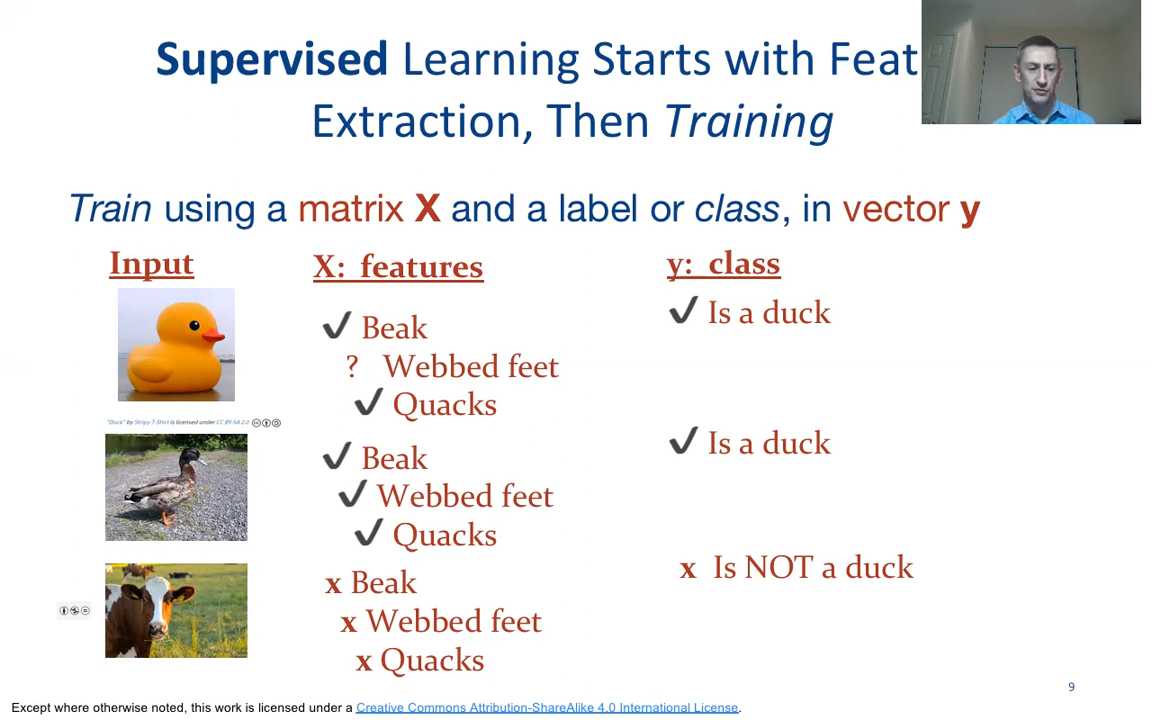 Supervised Learning Starts with Feat
Extraction, Then Training
Train using a matrix X and a label or class, in vector y
Input
X: features
y: class
✓ Beak
? Webbed feet
✓ Quacks
✓ Is a duck
"Duck" by Stripy T-Shirt is licensed under CC BY-SA 2.0
✓ Beak
✓ Webbed feet
✓ Quacks
✓ Is a duck
x Beak
x Webbed feet
x Quacks
x Is NOT a duck
9
Except where otherwise noted, this work is licensed under a Creative Commons Attribution-ShareAlike 4.0 International License.